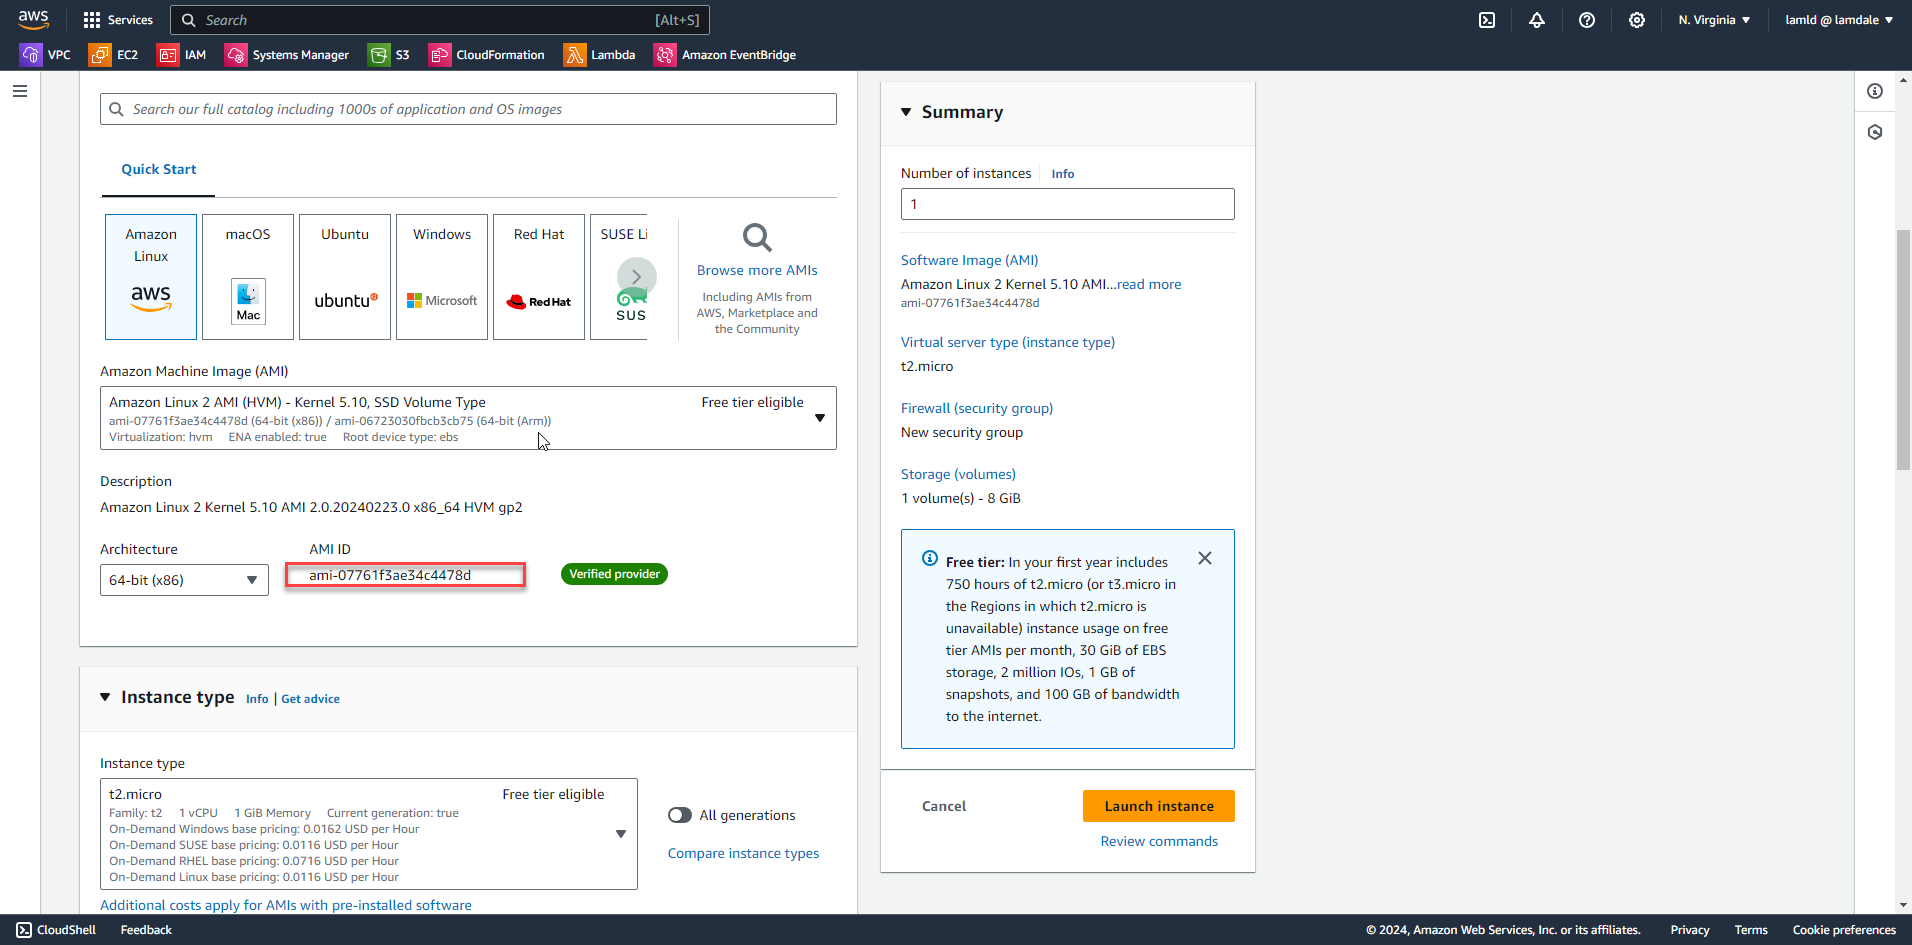 aws
Services
Search
[Alt+S]
N. Virginia
lamld @ lamdale
VPC
EC2
IAM
Systems Manager
S3
CloudFormation
Lambda
Amazon EventBridge
Search our full catalog including 1000s of application and OS images
Quick Start
Amazon
Linux
aws
macOS
Mac
Ubuntu
ubuntu
Windows
Microsoft
Red Hat
Red Hat
SUSE Li
SUS
Browse more AMIs
Including AMIs from
AWS, Marketplace and
the Community
Amazon Machine Image (AMI)
Amazon Linux 2 AMI (HVM) - Kernel 5.10, SSD Volume Type
Free tier eligible
ami-07761f3ae34c4478d (64-bit (x86)) / ami-06723030fbcb3cb75 (64-bit (Arm))
Virtualization: hvm ENA enabled: true Root device type: ebs
Description
Amazon Linux 2 Kernel 5.10 AMI 2.0.20240223.0 x86_64 HVM gp2
Architecture
AMI ID
64-bit (x86)
ami-07761f3ae34c4478d
Verified provider
Instance type
Info | Get advice
Instance type
t2.micro
Free tier eligible
Family: t2 1 vCPU 1 GiB Memory Current generation: true
On-Demand Windows base pricing: 0.0162 USD per Hour
On-Demand SUSE base pricing: 0.0116 USD per Hour
On-Demand RHEL base pricing: 0.0716 USD per Hour
On-Demand Linux base pricing: 0.0116 USD per Hour
All generations
Compare instance types
Additional costs apply for AMIs with pre-installed software
Summary
Number of instances
Info
1
Software Image (AMI)
Amazon Linux 2 Kernel 5.10 AMI...read more
ami-07761f3ae34c4478d
Virtual server type (instance type)
t2.micro
Firewall (security group)
New security group
Storage (volumes)
1 volume(s) - 8 GiB
Free tier: In your first year includes
750 hours of t2.micro (or t3.micro in
the Regions in which t2.micro is
unavailable) instance usage on free
tier AMIs per month, 30 GiB of EBS
storage, 2 million IOs, 1 GB of
snapshots, and 100 GB of bandwidth
to the internet.
Cancel
Launch instance
Review commands
CloudShell
Feedback
© 2024, Amazon Web Services, Inc. or its affiliates.
Privacy
Terms
Cookie preferences